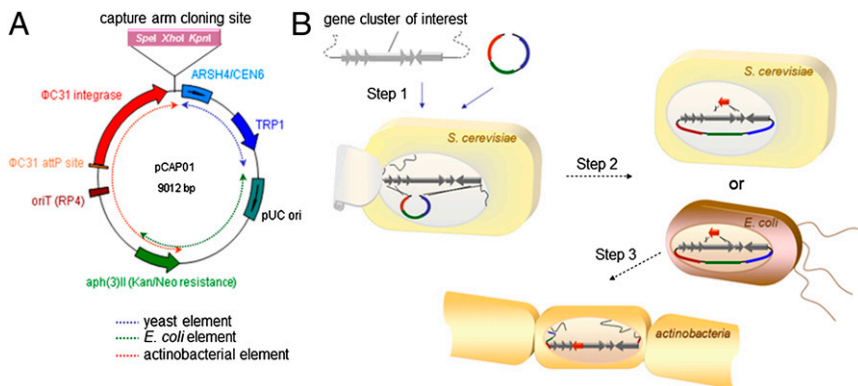 A
capture arm cloning site
SpeI XhoI KpnI
ΦC31 integrase
ARSH4/CEN6
TRP1
ΦC31 attP site
oriT (RP4)
pCAP01
9012 bp
pUC ori
aph(3)II (Kan/Neo resistance)
yeast element
E. coli element
actinobacterial element
B
gene cluster of interest
Step 1
S. cerevisiae
Step 2
S. cerevisiae
or
E. coli
Step 3
actinobacteria